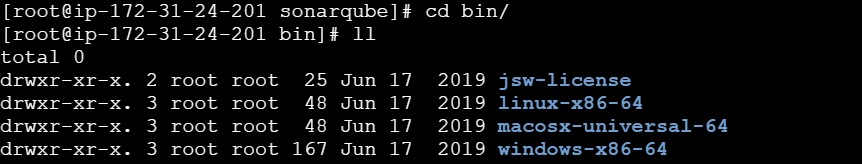 [root@ip-172-31-24-201 sonarqube]# cd bin/
[root@ip-172-31-24-201 bin]# ll
total 0
drwxr-xr-x. 2 root root  25 Jun 17  2019 jsw-license
drwxr-xr-x. 3 root root  48 Jun 17  2019 linux-x86-64
drwxr-xr-x. 3 root root  48 Jun 17  2019 macosx-universal-64
drwxr-xr-x. 3 root root 167 Jun 17  2019 windows-x86-64